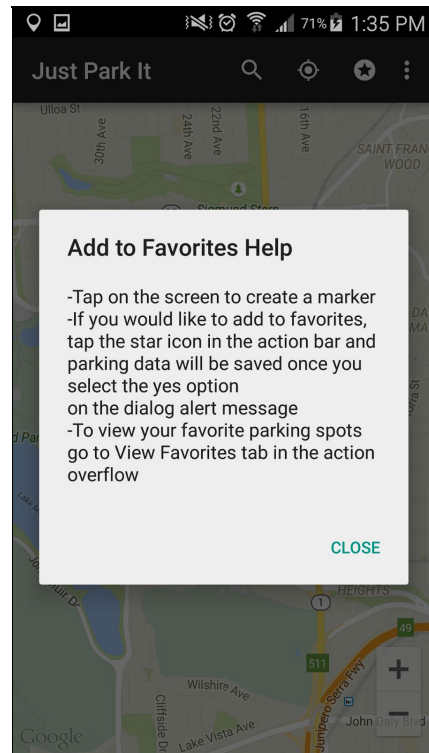 71% 1:35 PM
Just Park It
Ulloa St
30th Ave
24th Ave
22nd Ave
16th Ave
SAINT FRAN
WOOD
Sigmund Stern
Add to Favorites Help
-Tap on the screen to create a marker
-If you would like to add to favorites,
tap the star icon in the action bar and
parking data will be saved once you
select the yes option
on the dialog alert message
-To view your favorite parking spots
go to View Favorites tab in the action
overflow
CLOSE
HEIGHTS
1
49
511
Wilshire Ave
Cliffside Dr
Lake Vista Ave
Junipero Serra Fwy
John Daly Blvd
Google